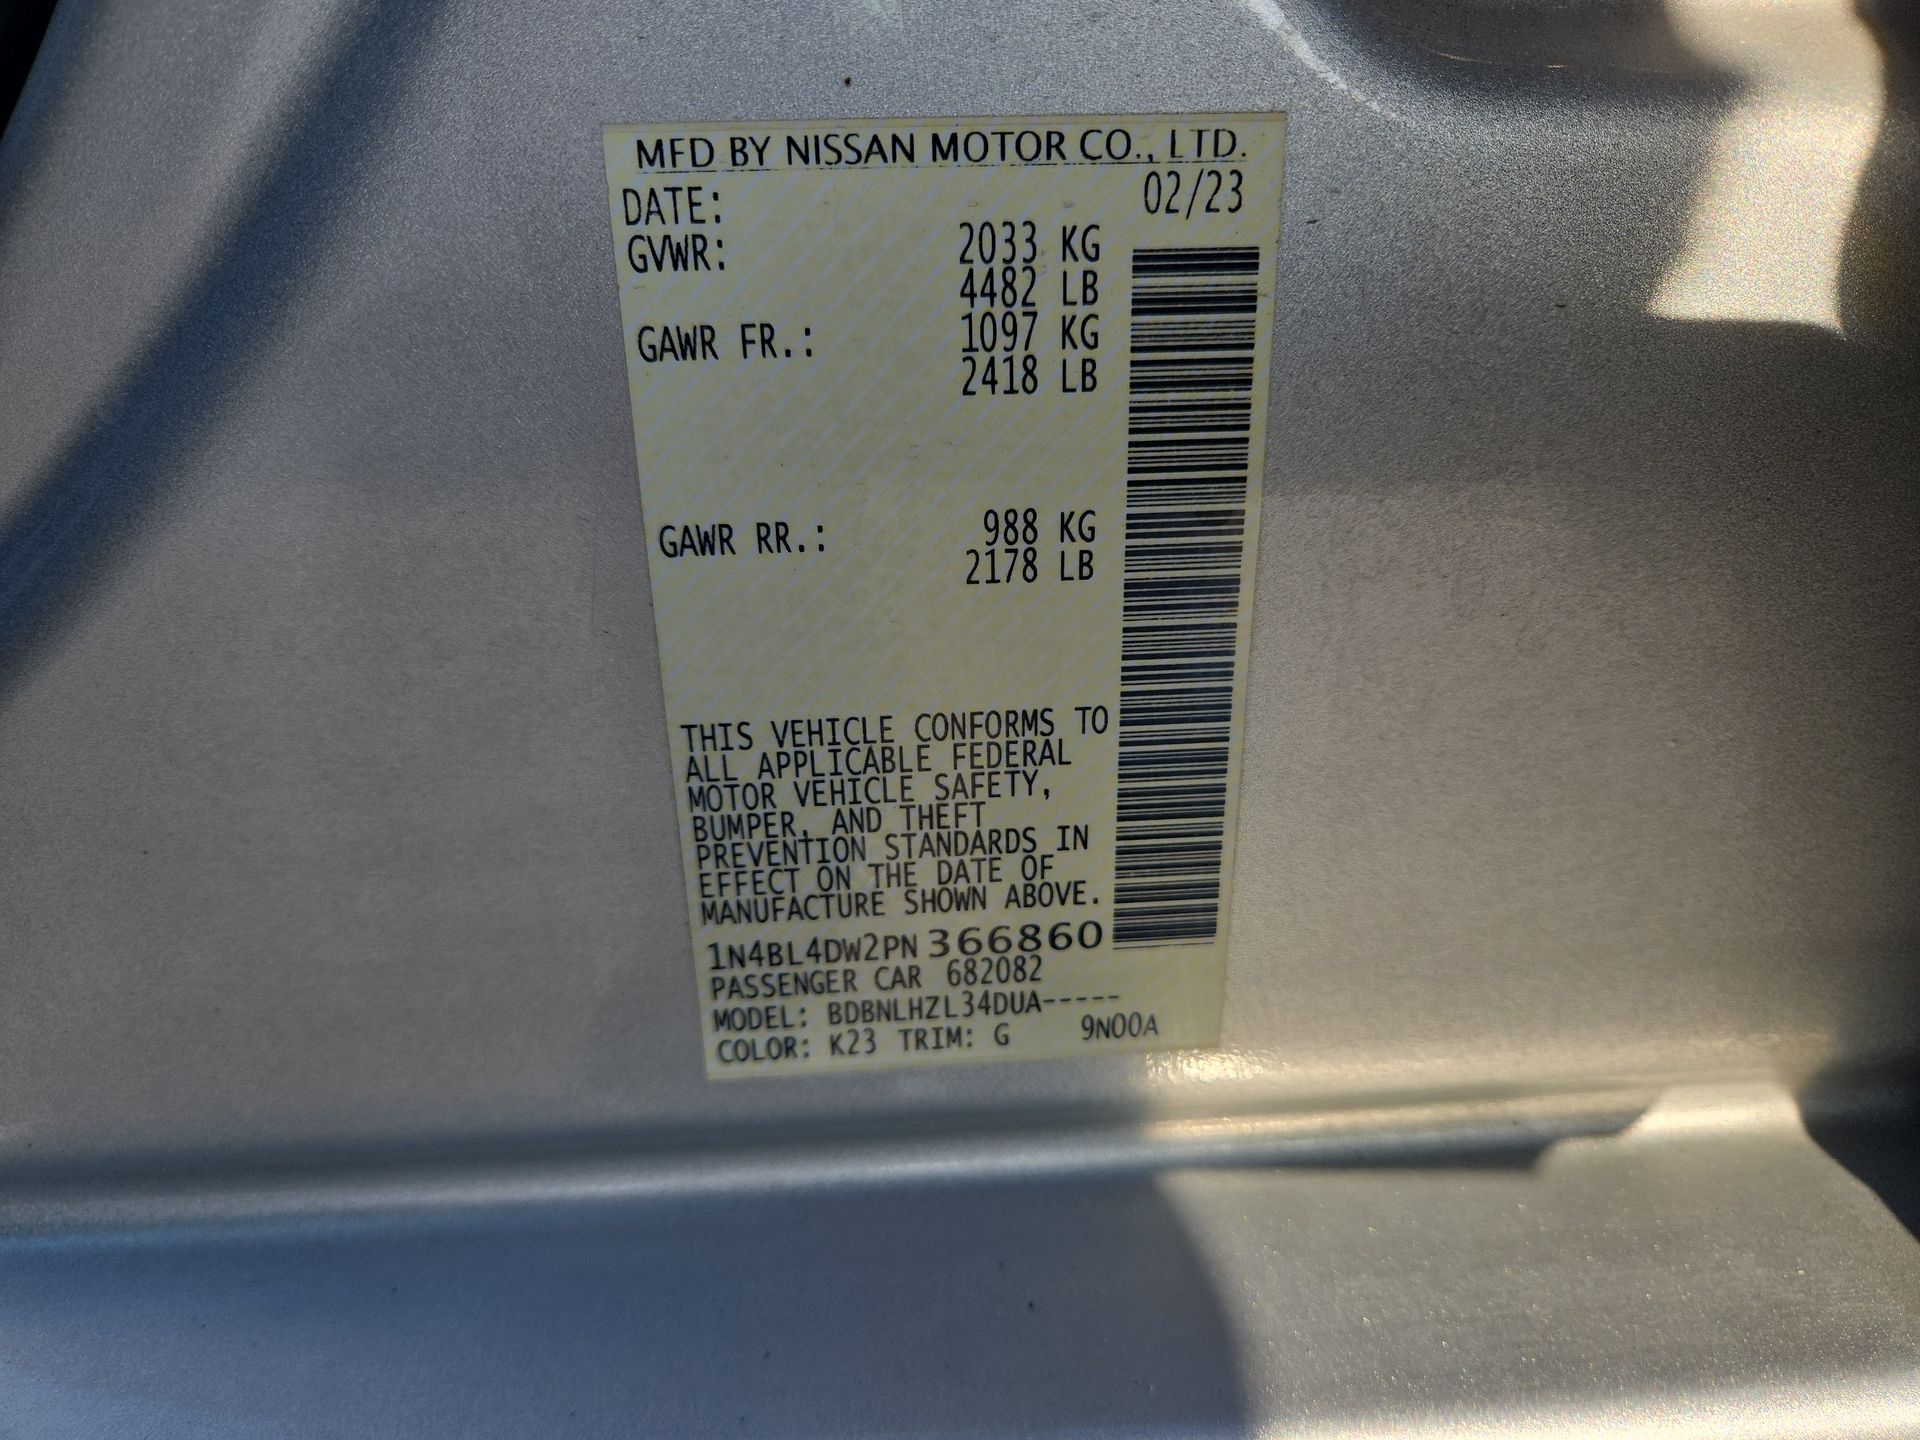 MFD BY NISSAN MOTOR CO., LTD.
DATE: 02/23
GVWR: 2033 KG
4482 LB
GAWR FR.: 1097 KG
2418 LB
GAWR RR.: 988 KG
2178 LB
THIS VEHICLE CONFORMS TO
ALL APPLICABLE FEDERAL
MOTOR VEHICLE SAFETY,
BUMPER, AND THEFT
PREVENTION STANDARDS IN
EFFECT ON THE DATE OF
MANUFACTURE SHOWN ABOVE.
1N4BL4DW2PN366860
PASSENGER CAR 682082
MODEL: BDBNLHZL34DUA-----
COLOR: K23 TRIM: G 9N00A